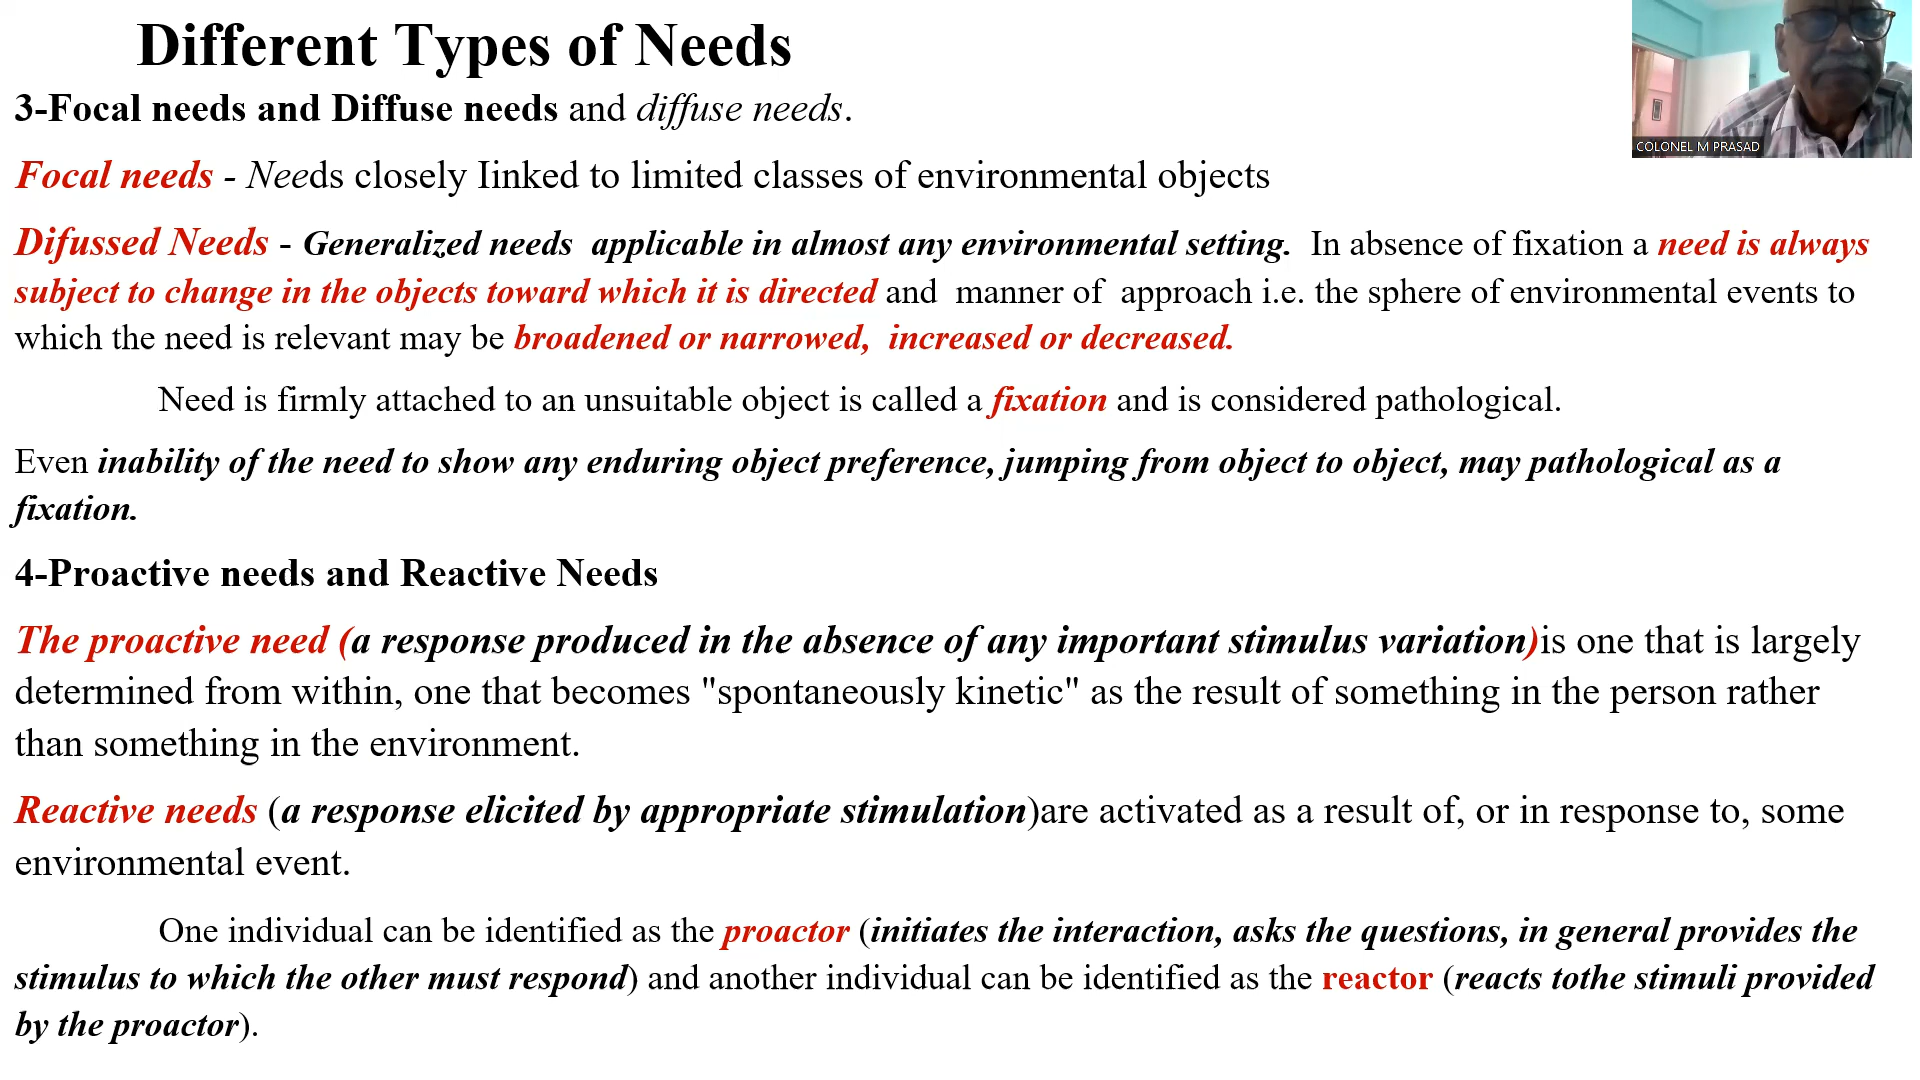 Different Types of Needs
COLONEL M PRASAD
3-Focal needs and Diffuse needs and diffuse needs.
Focal needs - Needs closely Iinked to limited classes of environmental objects
Difussed Needs - Generalized needs applicable in almost any environmental setting. In absence of fixation a need is always
subject to change in the objects toward which it is directed and manner of approach i.e. the sphere of environmental events to
which the need is relevant may be broadened or narrowed, increased or decreased.
Need is firmly attached to an unsuitable object is called a fixation and is considered pathological.
Even inability of the need to show any enduring object preference, jumping from object to object, may pathological as a
fixation.
4-Proactive needs and Reactive Needs
The proactive need (a response produced in the absence of any important stimulus variation)is one that is largely
determined from within, one that becomes "spontaneously kinetic" as the result of something in the person rather
than something in the environment.
Reactive needs (a response elicited by appropriate stimulation)are activated as a result of, or in response to, some
environmental event.
One individual can be identified as the proactor (initiates the interaction, asks the questions, in general provides the
stimulus to which the other must respond) and another individual can be identified as the reactor (reacts tothe stimuli provided
by the proactor).